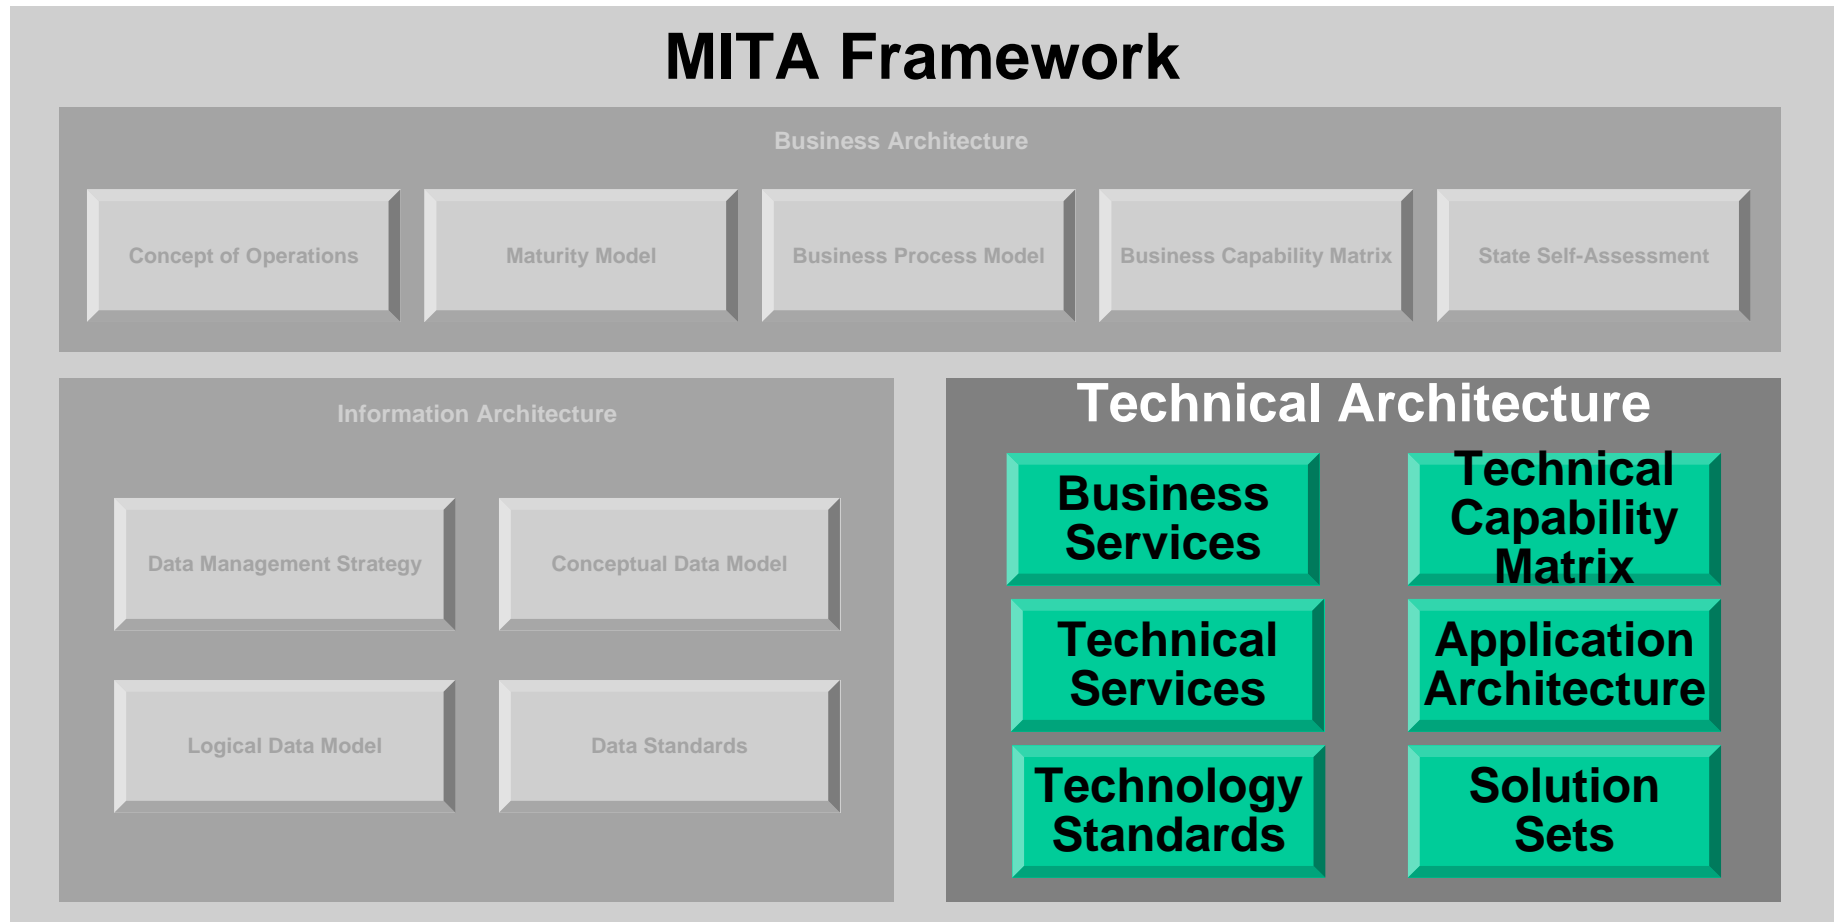 MITA Framework
Business Architecture
Concept of Operations
Maturity Model
Business Process Model
Business Capability Matrix
State Self-Assessment
Information Architecture
Data Management Strategy
Conceptual Data Model
Logical Data Model
Data Standards
Technical Architecture
Business
Services
Technical
Capability
Matrix
Technical
Services
Application
Architecture
Technology
Standards
Solution
Sets